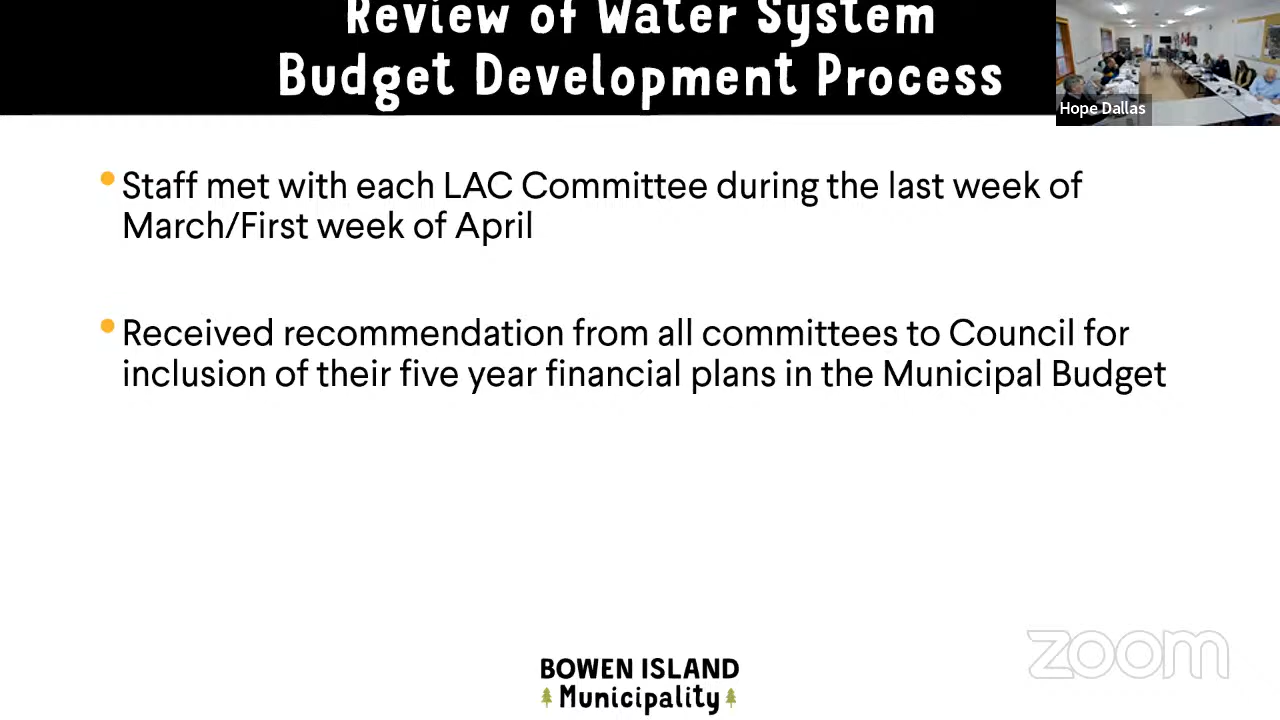 Review of Water System
Budget Development Process
Hope Dallas
•Staff met with each LAC Committee during the last week of
March/First week of April
•Received recommendation from all committees to Council for
inclusion of their five year financial plans in the Municipal Budget
zoom
BOWEN ISLAND
Municipality